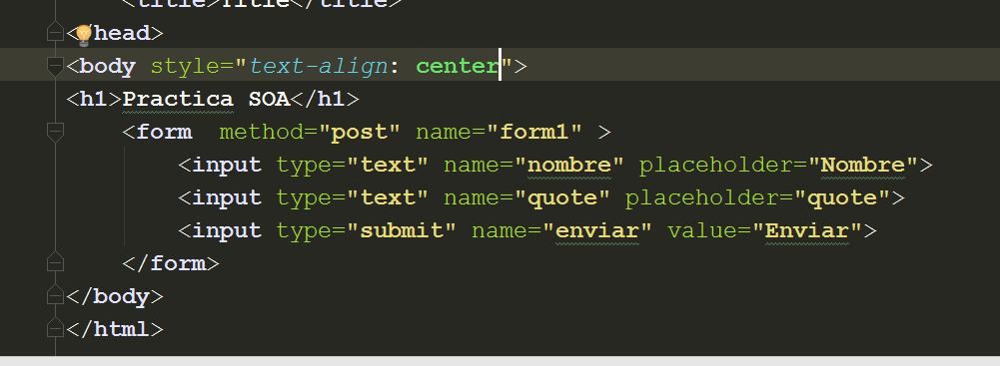 <title>Title</title>
</head>
<body style="text-align: center">
<h1>Practica SOA</h1>
<form  method="post" name="form1" >
<input type="text" name="nombre" placeholder="Nombre">
<input type="text" name="quote" placeholder="quote">
<input type="submit" name="enviar" value="Enviar">
</form>
</body>
</html>